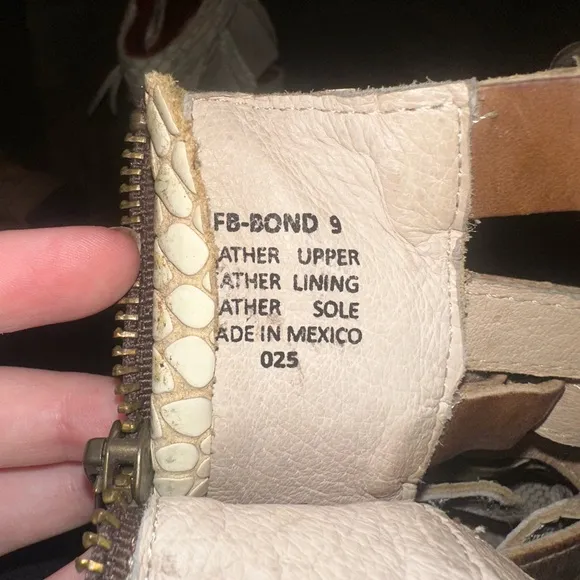 FB-BOND 9
ATHER UPPER
ATHER LINING
ATHER SOLE
ADE IN MEXICO
025